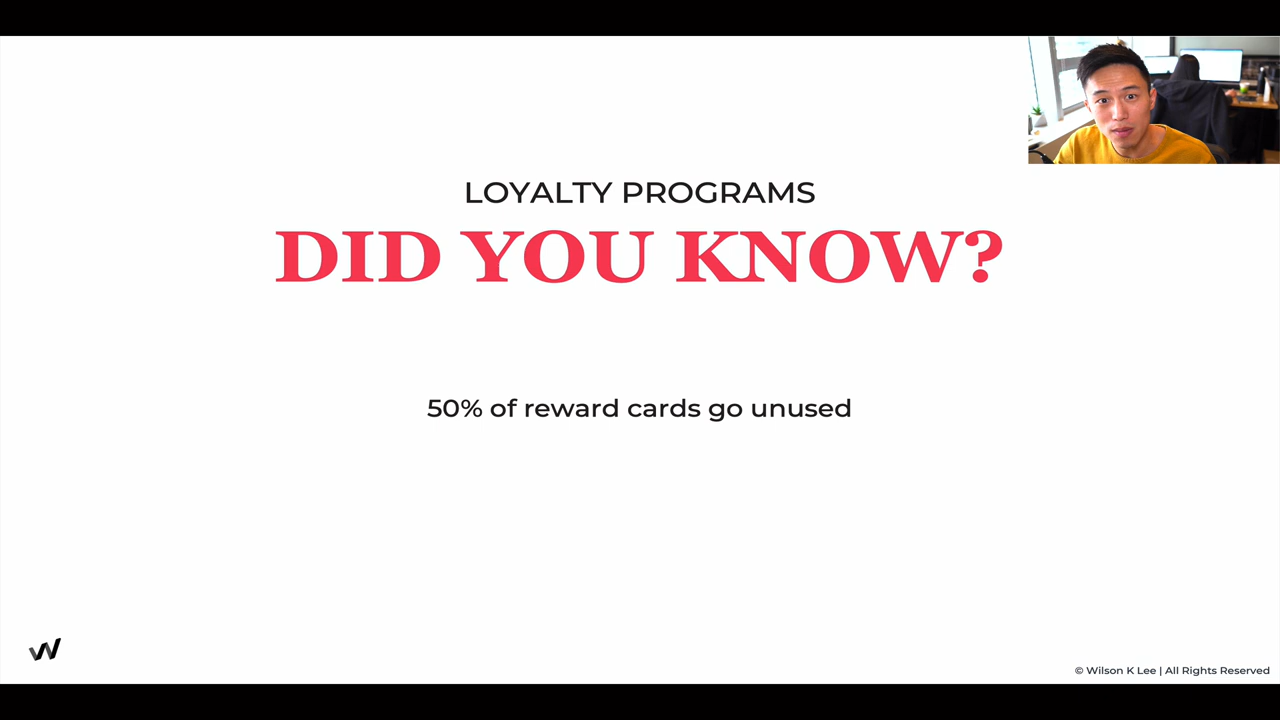 LOYALTY PROGRAMS
DID YOU KNOW?
50% of reward cards go unused
W
© Wilson K Lee | All Rights Reserved